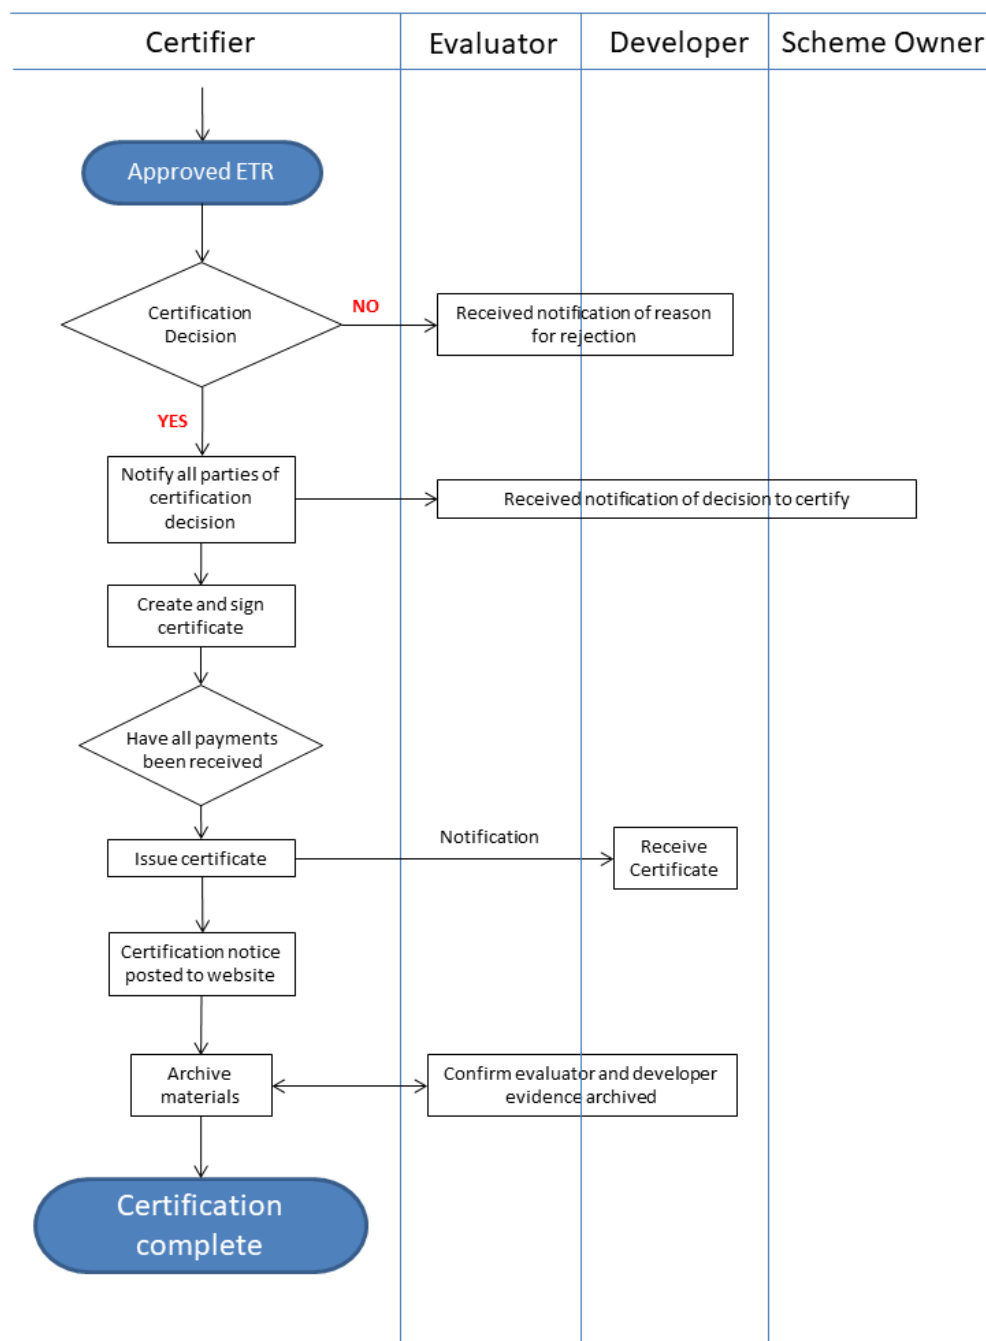 Certifier
Evaluator
Developer
Scheme Owner
Approved ETR
Certification
Decision
NO
Received notification of reason
for rejection
YES
Notify all parties of
certification
decision
Received notification of decision to certify
Create and sign
certificate
Have all payments
been received
Issue certificate
Notification
Receive
Certificate
Certification notice
posted to website
Archive
materials
Confirm evaluator and developer
evidence archived
Certification
complete